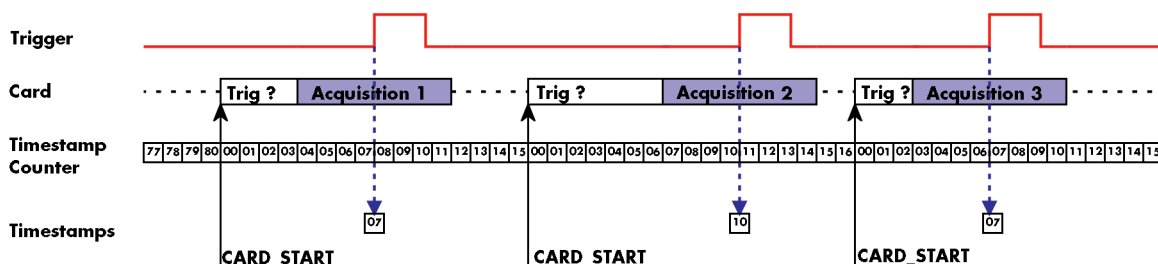 Trigger
Card
Trig ? Acquisition 1 Trig ? Acquisition 2 Trig ? Acquisition 3
Timestamp
Counter
77 78 79 80 00 01 02 03 04 05 06 07 08 09 10 11 12 13 14 15 00 01 02 03 04 05 06 07 08 09 10 11 12 13 14 15 16 00 01 02 03 04 05 06 07 08 09 10 11 12 13 14 15
Timestamps
07 10 07
CARD_START CARD_START CARD_START